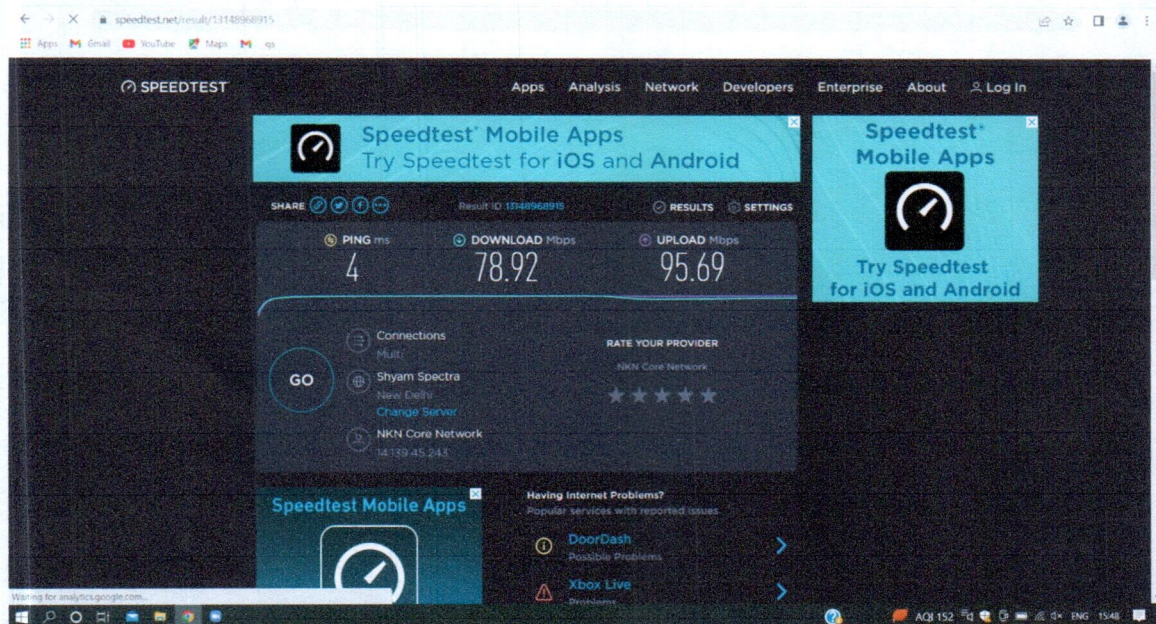 speedtest.net/result/13148968915
Apps Gmail YouTube Maps qs
SPEEDTEST Apps Analysis Network Developers Enterprise About Log In
Speedtest® Mobile Apps
Try Speedtest for iOS and Android
Speedtest®
Mobile Apps
Try Speedtest
for iOS and Android
SHARE Result ID 13148968915 RESULTS SETTINGS
PING ms DOWNLOAD Mbps UPLOAD Mbps
4 78.92 95.69
GO
Connections
Multi
Shyam Spectra
New Delhi
Change Server
NKN Core Network
14.139.45.243
RATE YOUR PROVIDER
NKN Core Network
Speedtest Mobile Apps
Having Internet Problems?
Popular services with reported issues
DoorDash
Possible Problems
Xbox Live
Problems
Waiting for analytics.google.com...
AQI 152 ENG 15:48